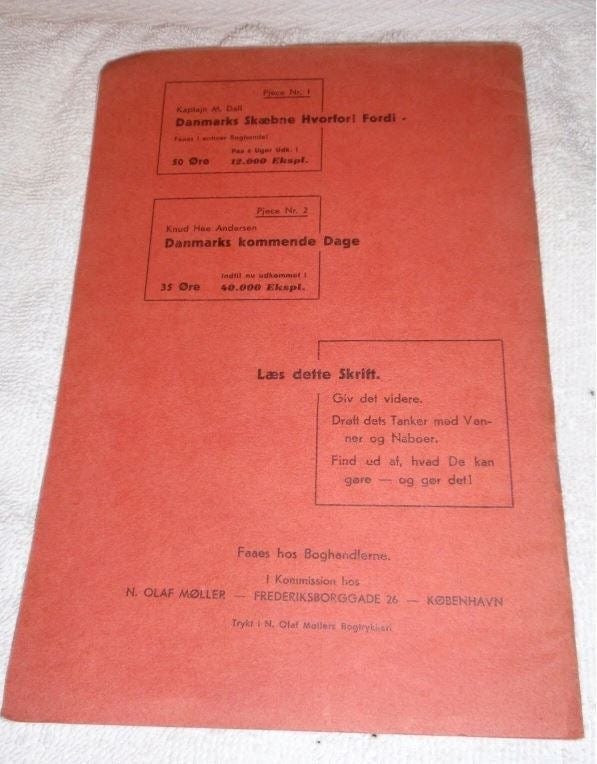 Pjece Nr. 1
Kaptajn M. Dall
Danmarks Skæbne Hvorfor! Fordi -
Faaes i enhver Boghandel
Paa 4 Uger Udk. !
50 Øre 12.000 Ekspl.
Pjece Nr. 2
Knud Hee Andersen
Danmarks kommende Dage
Indtil nu udkommet !
35 Øre 40.000 Ekspl.
Læs dette Skrift.
Giv det videre.
Drøft dets Tanker med Ven-
ner og Naboer.
Find ud af, hvad De kan
gøre — og gør det!
Faaes hos Boghandlerne.
I Kommission hos
N. OLAF MØLLER — FREDERIKSBORGGADE 26 — KØBENHAVN
Trykt i N. Olaf Møllers Bogtrykkeri